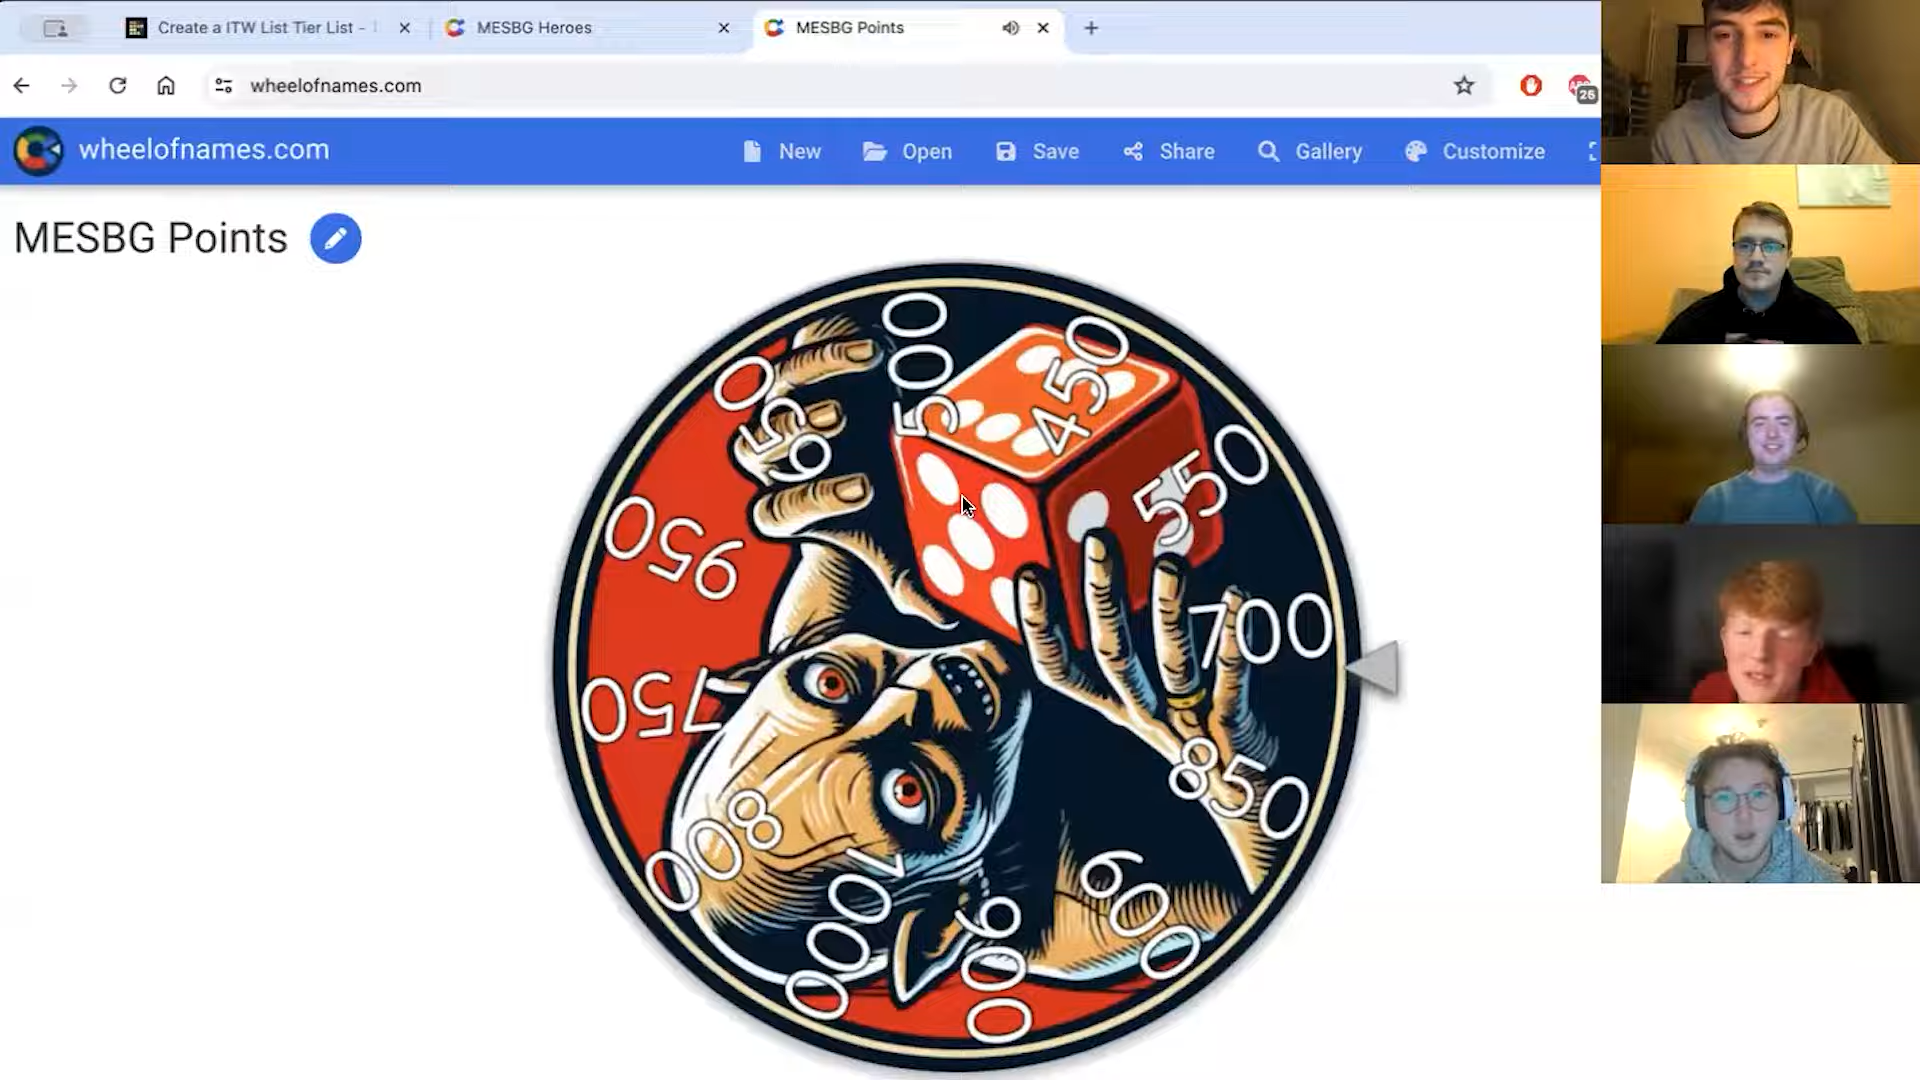 Create a ITW List Tier List -
MESBG Heroes
MESBG Points
wheelofnames.com
26
wheelofnames.com
New
Open
Save
Share
Gallery
Customize
MESBG Points
500
450
550
700
850
600
900
1000
800
750
950
650